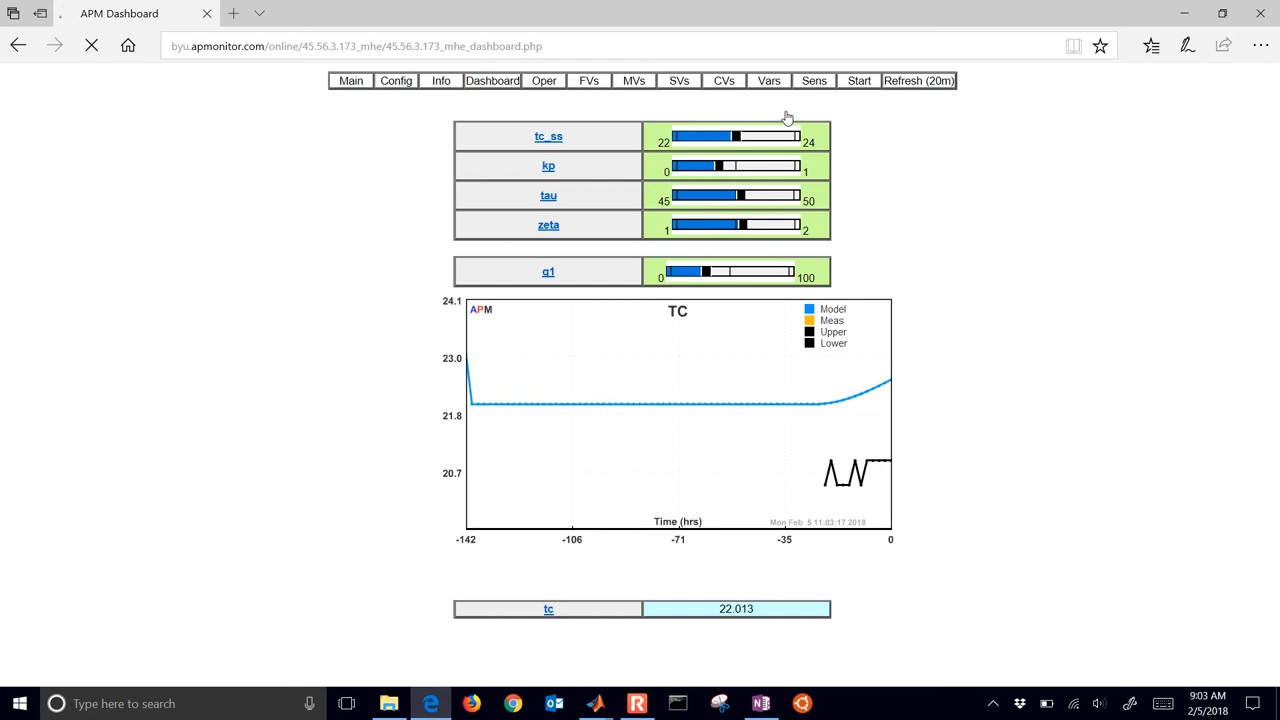 APM Dashboard
byu.apmonitor.com/online/45.56.3.173_mhe/45.56.3.173_mhe_dashboard.php
Main Config Info Dashboard Oper FVs MVs SVs CVs Vars Sens Start Refresh (20m)
tc_ss 22 24
kp 0 1
tau 45 50
zeta 1 2
q1 0 100
24.1 APM TC Model
Meas
Upper
Lower
23.0
21.8
20.7
Time (hrs) Mon Feb 5 11:03:17 2018
-142 -106 -71 -35 0
tc 22.013
Type here to search
9:03 AM
2/5/2018